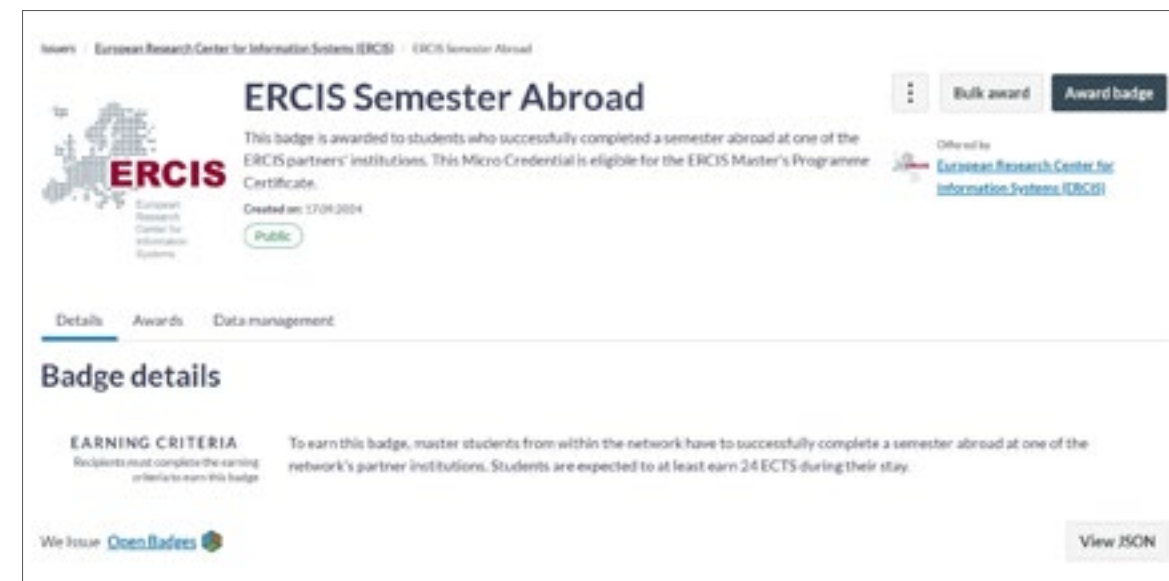 Issuers / European Research Center for Information Systems (ERCIS) / ERCIS Semester Abroad
ERCIS Semester Abroad
Bulk award
Award badge
This badge is awarded to students who successfully completed a semester abroad at one of the
ERCIS partners' institutions. This Micro Credential is eligible for the ERCIS Master's Programme
Certificate.
Created on: 17.09.2024
Public
ERCIS
European
Research
Center for
Information
Systems
Offered by
European Research Center for
Information Systems (ERCIS)
Details
Awards
Data management
Badge details
EARNING CRITERIA
Recipients must complete the earning
criteria to earn this badge
To earn this badge, master students from within the network have to successfully complete a semester abroad at one of the
network's partner institutions. Students are expected to at least earn 24 ECTS during their stay.
We Issue Open Badges
View JSON